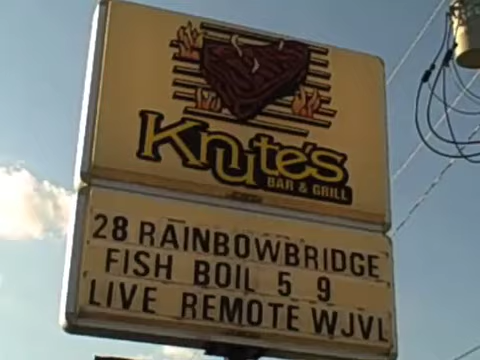 Knute's
BAR & GRILL
28 RAINBOWBRIDGE
FISH BOIL 5 9
LIVE REMOTE WJVL